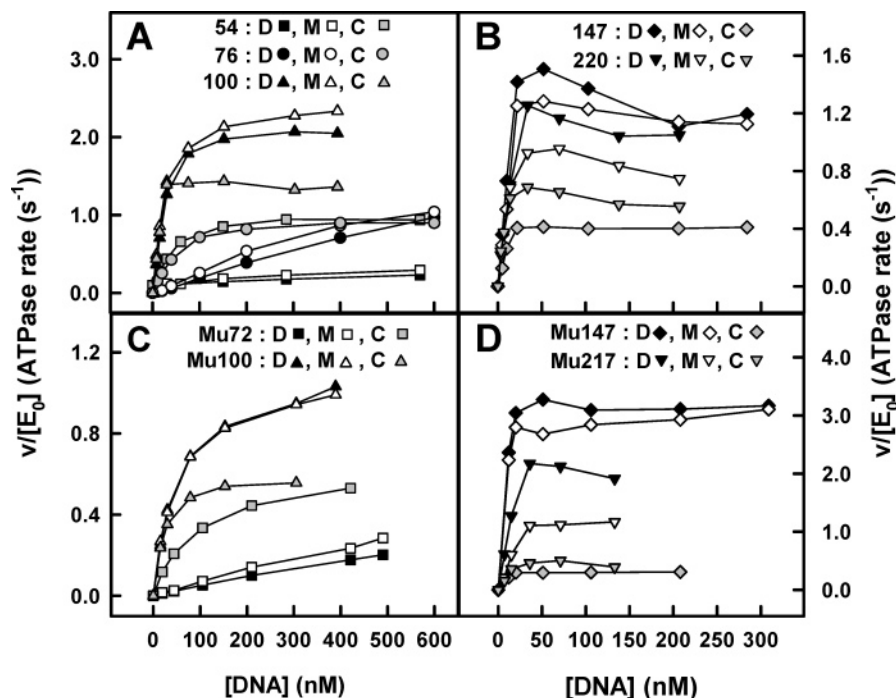 A
54 : D ■, M □, C ■
76 : D ●, M ○, C ●
100 : D ▲, M △, C ▲
3.0
2.0
1.0
0.0
B
147 : D ◆, M ◇, C ◆
220 : D ▼, M ▽, C ▼
1.6
1.2
0.8
0.4
0.0
C
Mu72 : D ■, M □, C ■
Mu100 : D ▲, M △, C ▲
1.2
0.8
0.4
0.0
D
Mu147 : D ◆, M ◇, C ◆
Mu217 : D ▼, M ▽, C ▼
4.0
3.0
2.0
1.0
0.0
v/[E₀] (ATPase rate (s⁻¹))
v/[E₀] (ATPase rate (s⁻¹))
0 100 200 300 400 500 600
0 50 100 150 200 250 300
[DNA] (nM)
[DNA] (nM)